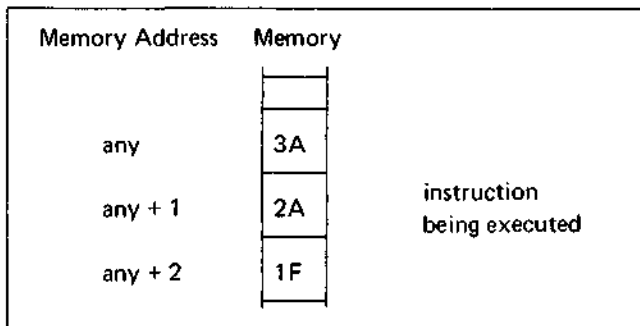 Memory Address Memory
any 3A
any + 1 2A
instruction
being executed
any + 2 1F